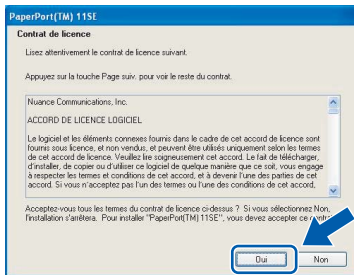 PaperPort(TM) 11SE
Contrat de licence
Lisez attentivement le contrat de licence suivant.
Appuyez sur la touche Page suiv. pour voir le reste du contrat.
Nuance Communications, Inc.
ACCORD DE LICENCE LOGICIEL
Le logiciel et les éléments connexes fournis dans le cadre de cet accord de licence sont
fournis sous licence, et non vendus, et peuvent être utilisés uniquement selon les termes
de cet accord de licence. Veuillez lire soigneusement cet accord. Le fait de télécharger,
d'installer, de copier ou d'utiliser ce logiciel de quelque manière que ce soit, vous engage
à respecter les termes et conditions de cet accord, et à devenir l'une des parties de cet
accord. Si vous n'acceptez pas l'un des termes ou l'une des conditions de cet accord,
Acceptez-vous tous les termes du contrat de licence ci-dessus ? Si vous sélectionnez Non,
l'installation s'arrêtera. Pour installer "PaperPort(TM) 11SE", vous devez accepter ce
Oui
Non